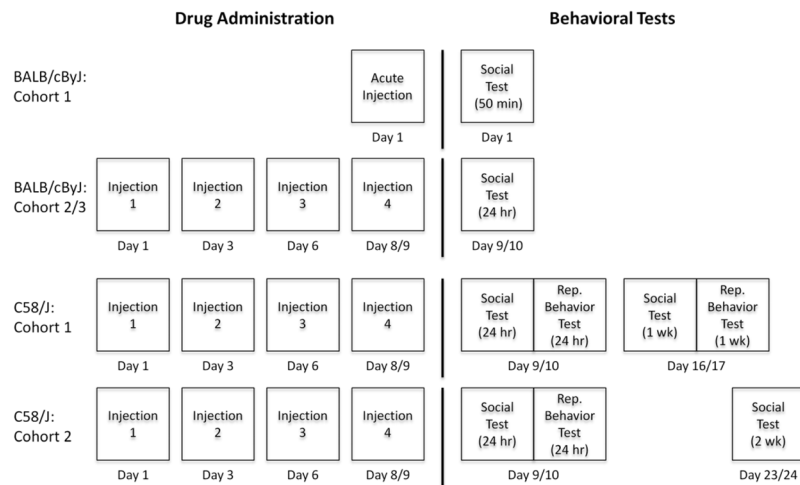 Drug Administration
Behavioral Tests
BALB/cByJ:
Cohort 1
Acute
Injection
Day 1
Social
Test
(50 min)
Day 1
BALB/cByJ:
Cohort 2/3
Injection
1
Day 1
Injection
2
Day 3
Injection
3
Day 6
Injection
4
Day 8/9
Social
Test
(24 hr)
Day 9/10
C58/J:
Cohort 1
Injection
1
Day 1
Injection
2
Day 3
Injection
3
Day 6
Injection
4
Day 8/9
Social
Test
(24 hr)
Rep.
Behavior
Test
(24 hr)
Day 9/10
Social
Test
(1 wk)
Rep.
Behavior
Test
(1 wk)
Day 16/17
C58/J:
Cohort 2
Injection
1
Day 1
Injection
2
Day 3
Injection
3
Day 6
Injection
4
Day 8/9
Social
Test
(24 hr)
Rep.
Behavior
Test
(24 hr)
Day 9/10
Social
Test
(2 wk)
Day 23/24